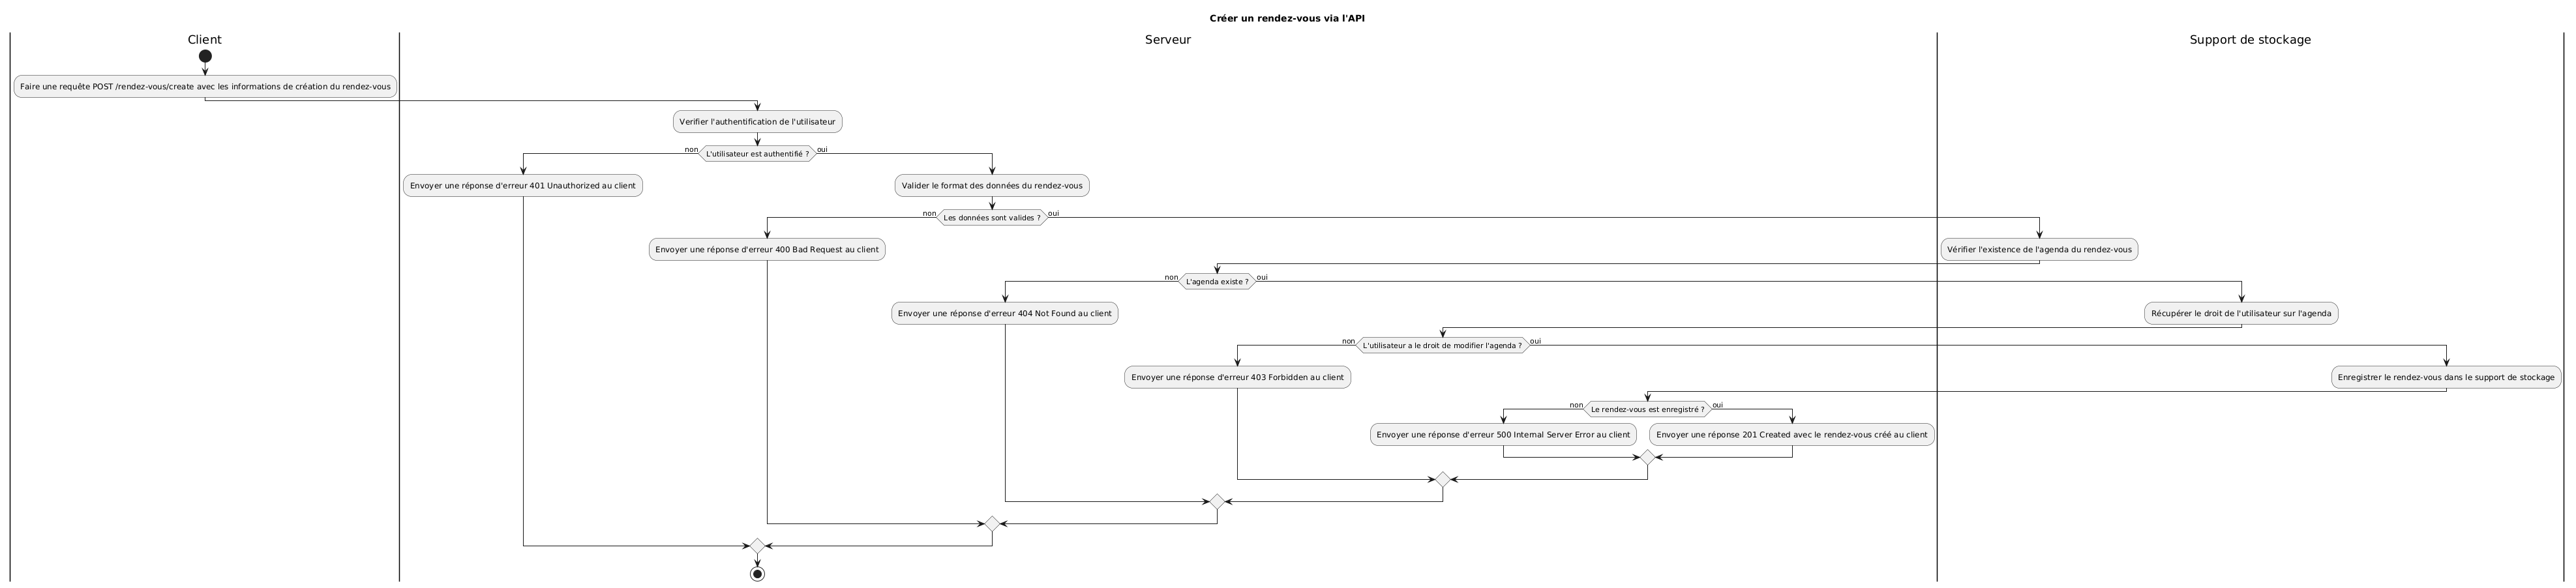 Créer un rendez-vous via l'API
Client
Serveur
Support de stockage
Faire une requête POST /rendez-vous/create avec les informations de création du rendez-vous
Verifier l'authentification de l'utilisateur
non
L'utilisateur est authentifié ?
oui
Envoyer une réponse d'erreur 401 Unauthorized au client
Valider le format des données du rendez-vous
non
Les données sont valides ?
oui
Envoyer une réponse d'erreur 400 Bad Request au client
Vérifier l'existence de l'agenda du rendez-vous
non
L'agenda existe ?
oui
Envoyer une réponse d'erreur 404 Not Found au client
Récupérer le droit de l'utilisateur sur l'agenda
non
L'utilisateur a le droit de modifier l'agenda ?
oui
Envoyer une réponse d'erreur 403 Forbidden au client
Enregistrer le rendez-vous dans le support de stockage
non
Le rendez-vous est enregistré ?
oui
Envoyer une réponse d'erreur 500 Internal Server Error au client
Envoyer une réponse 201 Created avec le rendez-vous créé au client